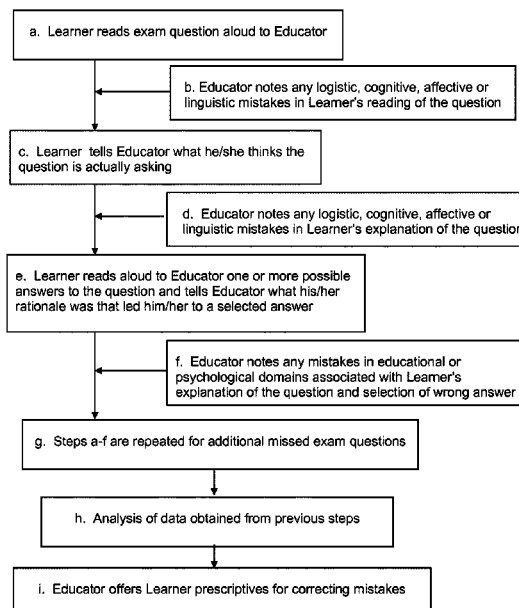 a. Learner reads exam question aloud to Educator
b. Educator notes any logistic, cognitive, affective or
linguistic mistakes in Learner's reading of the question
c. Learner tells Educator what he/she thinks the
question is actually asking
d. Educator notes any logistic, cognitive, affective or
linguistic mistakes in Learner's explanation of the question
e. Learner reads aloud to Educator one or more possible
answers to the question and tells Educator what his/her
rationale was that led him/her to a selected answer
f. Educator notes any mistakes in educational or
psychological domains associated with Learner's
explanation of the question and selection of wrong answer
g. Steps a-f are repeated for additional missed exam questions
h. Analysis of data obtained from previous steps
i. Educator offers Learner prescriptives for correcting mistakes